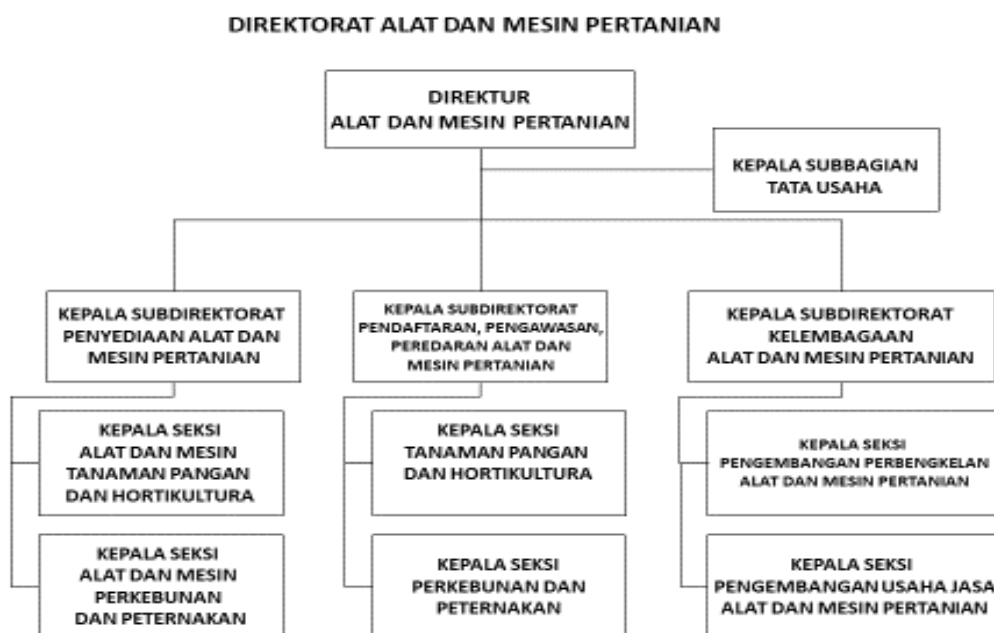 DIREKTORAT ALAT DAN MESIN PERTANIAN
DIREKTUR
ALAT DAN MESIN PERTANIAN
KEPALA SUBBAGIAN
TATA USAHA
KEPALA SUBDIREKTORAT
PENYEDIAAN ALAT DAN
MESIN PERTANIAN
KEPALA SUBDIREKTORAT
PENDAFTARAN, PENGAWASAN,
PEREDARAN ALAT DAN
MESIN PERTANIAN
KEPALA SUBDIREKTORAT
KELEMBAGAAN
ALAT DAN MESIN PERTANIAN
KEPALA SEKSI
ALAT DAN MESIN
TANAMAN PANGAN
DAN HORTIKULTURA
KEPALA SEKSI
TANAMAN PANGAN
DAN HORTIKULTURA
KEPALA SEKSI
PENGEMBANGAN PERBENGKELAN
ALAT DAN MESIN PERTANIAN
KEPALA SEKSI
ALAT DAN MESIN
PERKEBUNAN
DAN PETERNAKAN
KEPALA SEKSI
PERKEBUNAN DAN
PETERNAKAN
KEPALA SEKSI
PENGEMBANGAN USAHA JASA
ALAT DAN MESIN PERTANIAN